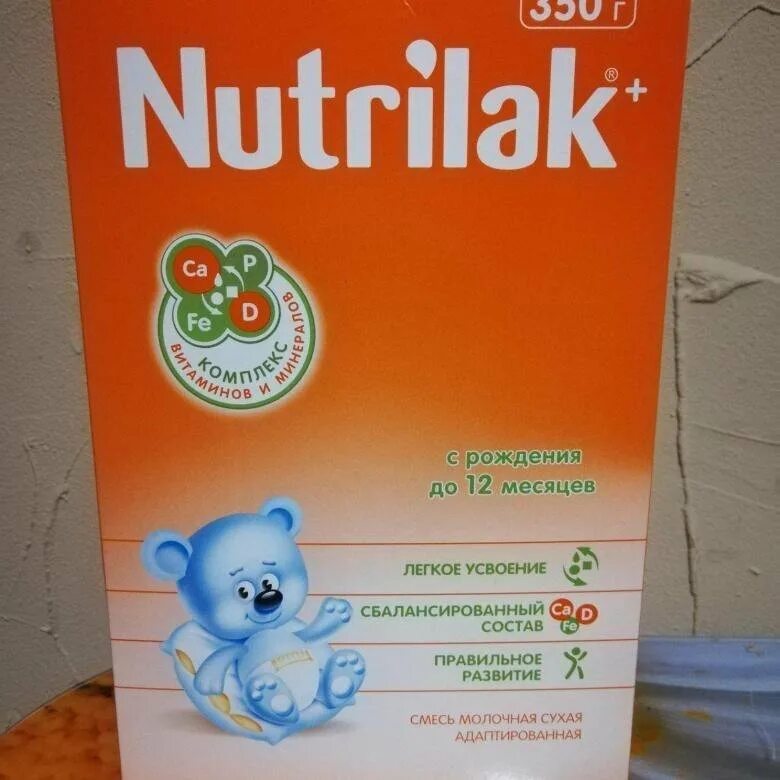 350 г
Nutrilak®+
Ca P
Fe D
КОМПЛЕКС
ВИТАМИНОВ И МИНЕРАЛОВ
с рождения
до 12 месяцев
ЛЕГКОЕ УСВОЕНИЕ
СБАЛАНСИРОВАННЫЙ
СОСТАВ
Ca D
Fe
ПРАВИЛЬНОЕ
РАЗВИТИЕ
СМЕСЬ МОЛОЧНАЯ СУХАЯ
АДАПТИРОВАННАЯ